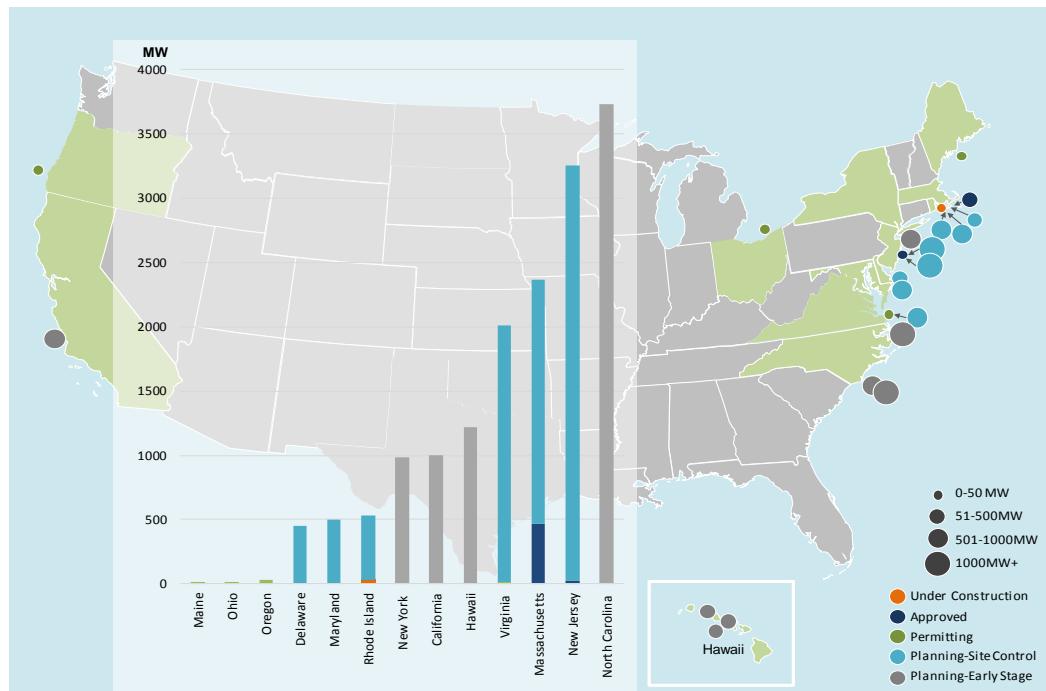 MW
4000
3500
3000
2500
2000
1500
1000
500
0
Maine
Ohio
Oregon
Delaware
Maryland
Rhode Island
New York
California
Hawaii
Virginia
Massachusetts
New Jersey
North Carolina
0-50 MW
51-500MW
501-1000MW
1000MW+
Under Construction
Approved
Permitting
Planning-Site Control
Planning-Early Stage
Hawaii